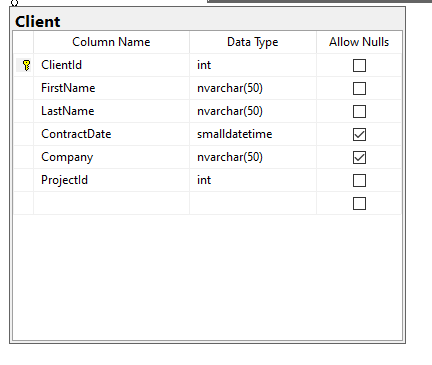 Client
Column Name Data Type Allow Nulls
ClientId int
FirstName nvarchar(50)
LastName nvarchar(50)
ContractDate smalldatetime
Company nvarchar(50)
ProjectId int